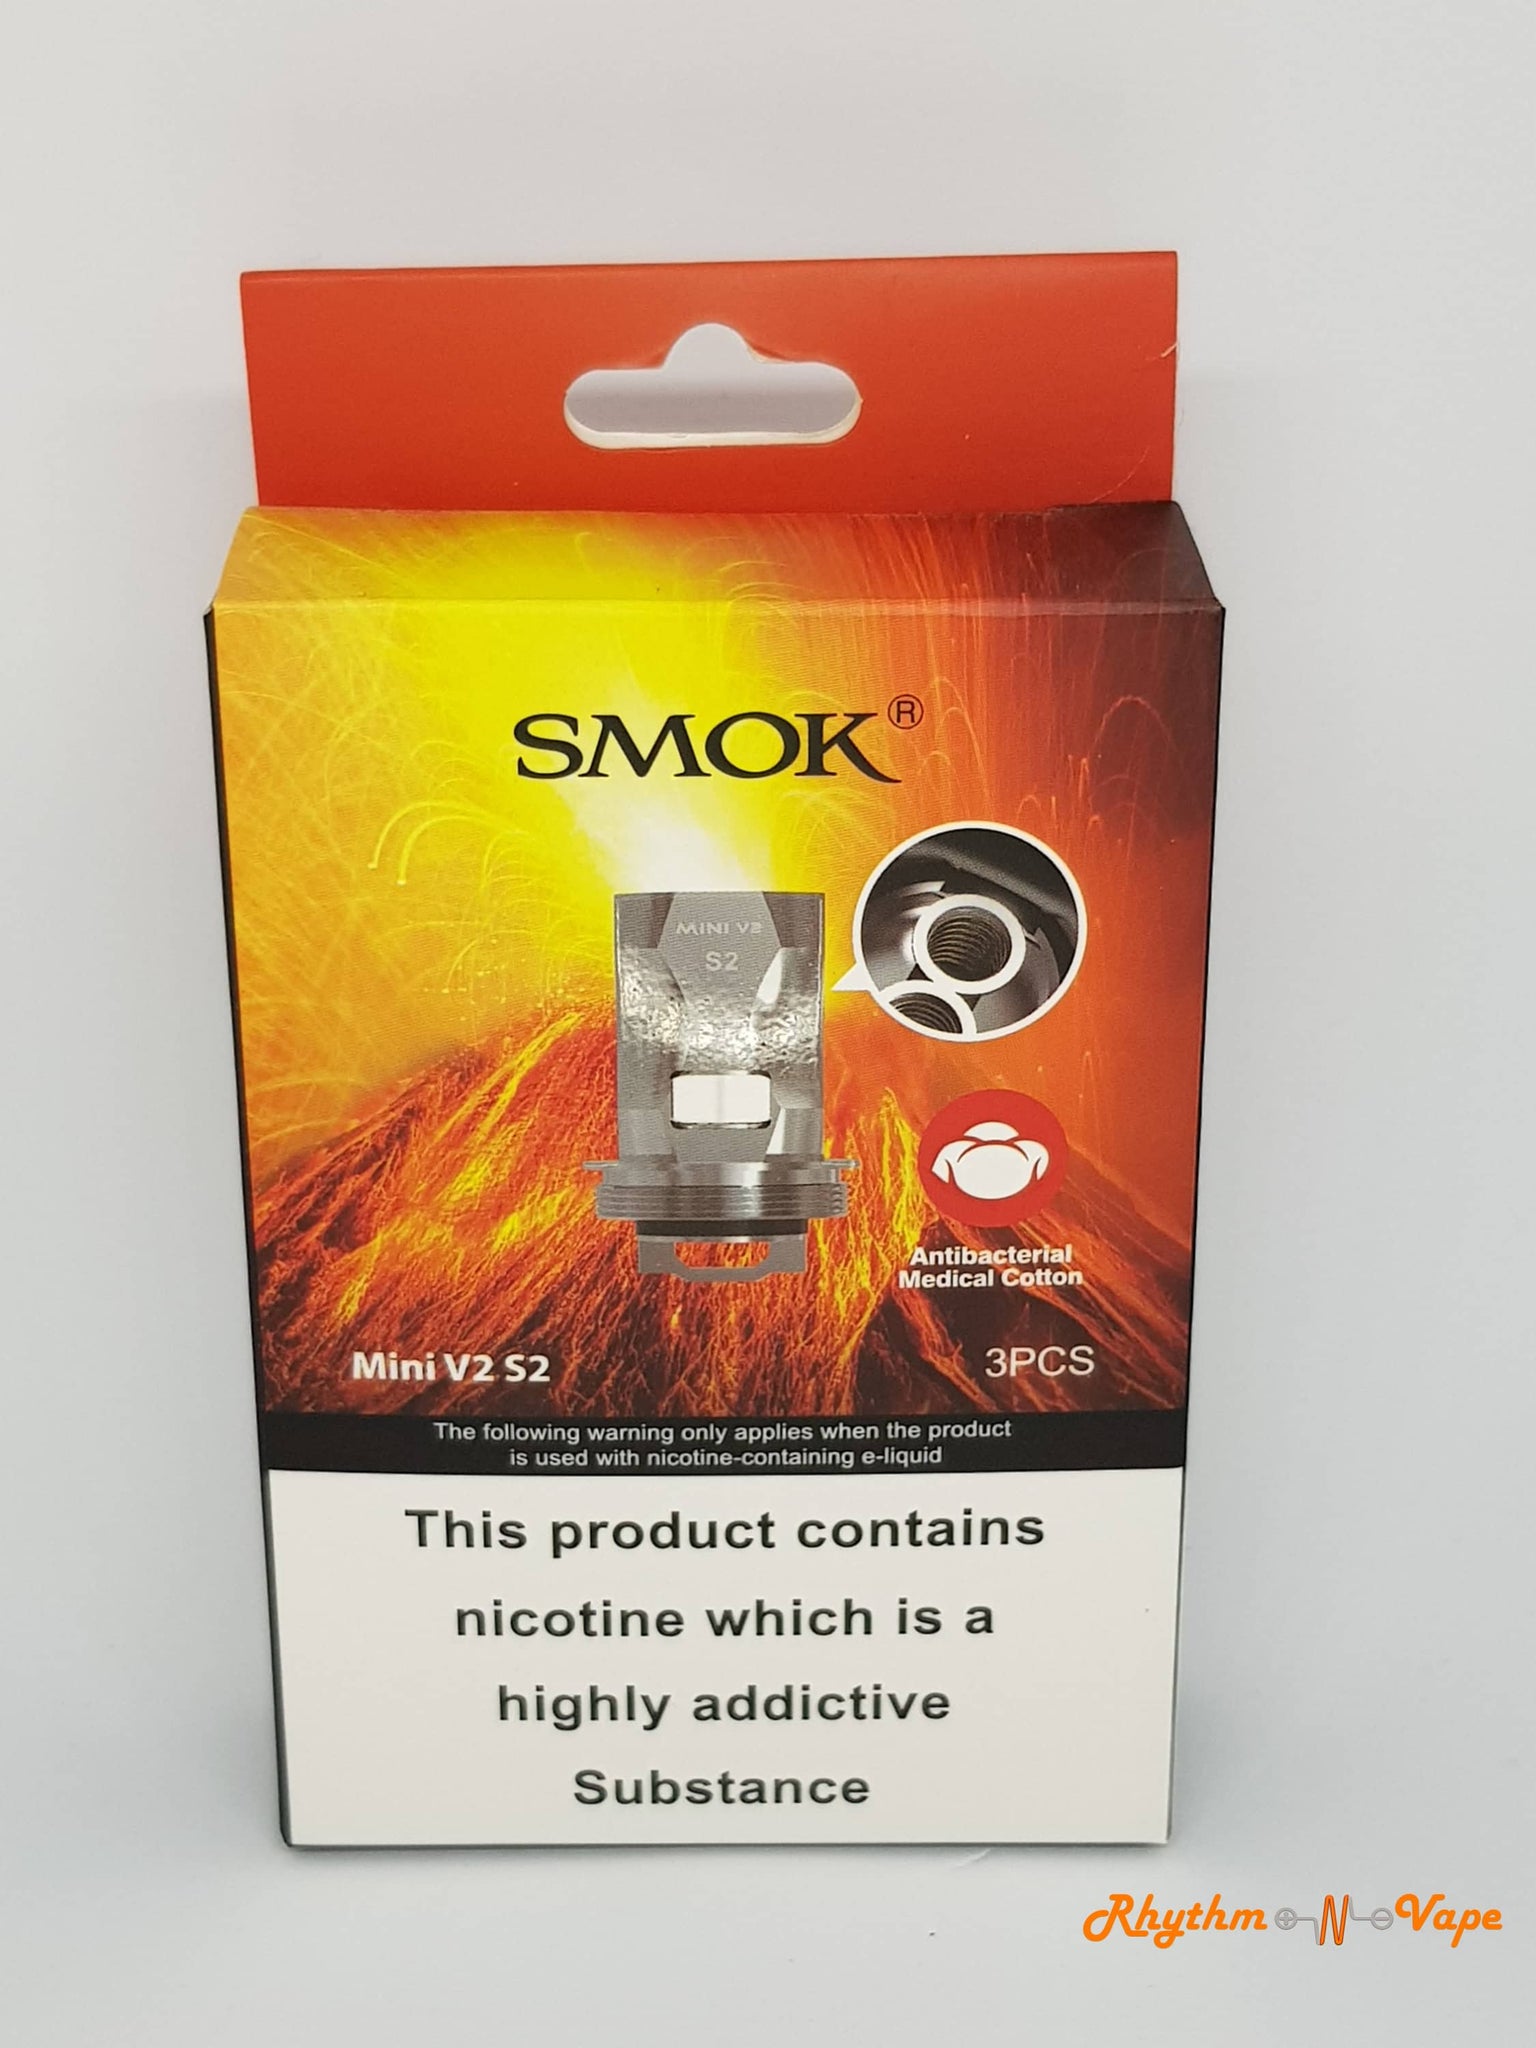 SMOK®
MINI V2
S2
Antibacterial
Medical Cotton
Mini V2 S2
3PCS
The following warning only applies when the product
is used with nicotine-containing e-liquid
This product contains
nicotine which is a
highly addictive
Substance
Rhythm N Vape